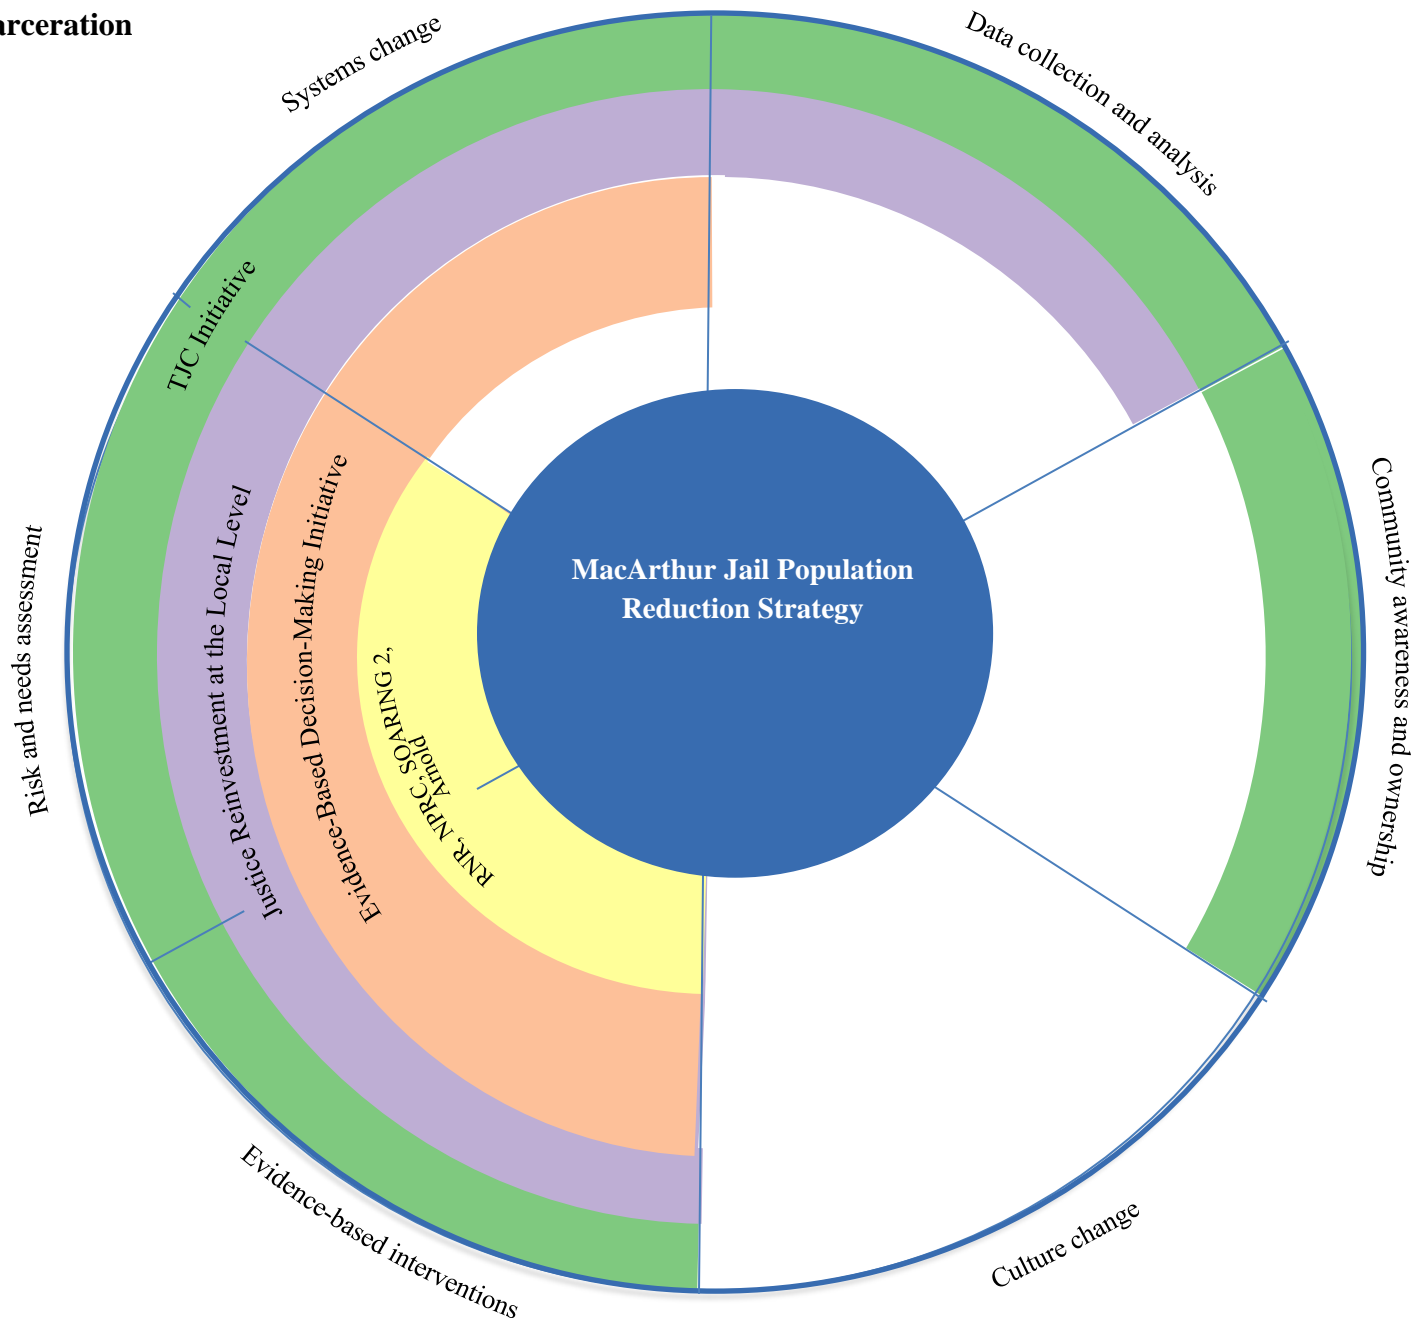 arceration
Systems change
Data collection and analysis
TJC Initiative
Justice Reinvestment at the Local Level
Evidence-Based Decision-Making Initiative
RNR, NPRC, SOARING 2,
Arnold
MacArthur Jail Population
Reduction Strategy
Community awareness and ownership
Risk and needs assessment
Evidence-based interventions
Culture change